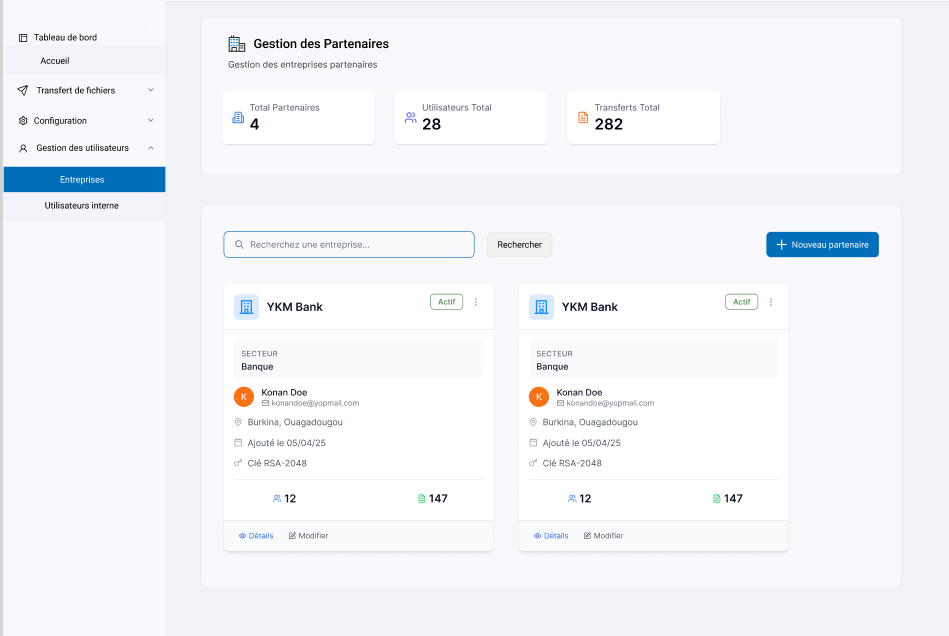 Tableau de bord
Accueil
Transfert de fichiers
Configuration
Gestion des utilisateurs
Entreprises
Utilisateurs interne
Gestion des Partenaires
Gestion des entreprises partenaires
Total Partenaires
4
Utilisateurs Total
28
Transferts Total
282
Recherchez une entreprise...
Rechercher
Nouveau partenaire
YKM Bank
Actif
SECTEUR
Banque
K
Konan Doe
konandoe@yopmail.com
Burkina, Ouagadougou
Ajouté le 05/04/25
Clé RSA-2048
12
147
Détails
Modifier
YKM Bank
Actif
SECTEUR
Banque
K
Konan Doe
konandoe@yopmail.com
Burkina, Ouagadougou
Ajouté le 05/04/25
Clé RSA-2048
12
147
Détails
Modifier